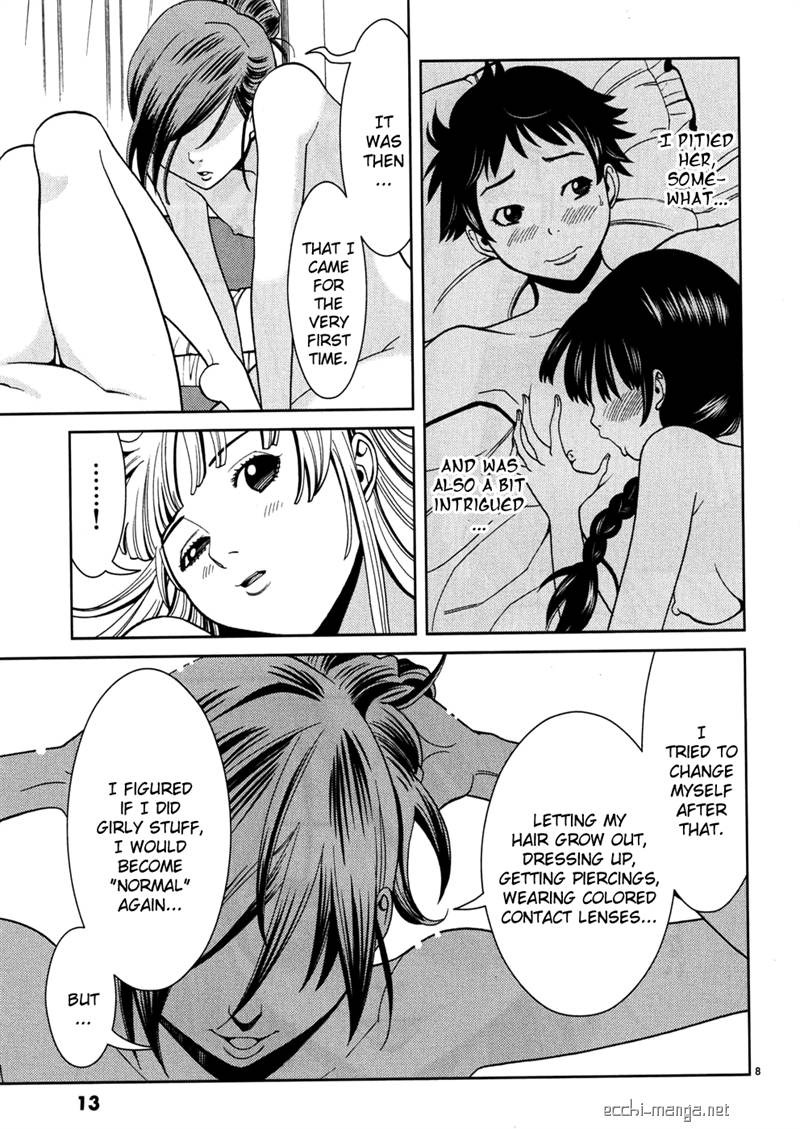 I PITIED
HER,
SOME-
WHAT...
AND WAS
ALSO A BIT
INTRIGUED
...
IT
WAS
THEN
...
THAT I
CAME
FOR
THE
VERY
FIRST
TIME.
......!
I
TRIED TO
CHANGE
MYSELF
AFTER
THAT.
LETTING MY
HAIR GROW OUT,
DRESSING UP,
GETTING PIERCINGS,
WEARING COLORED
CONTACT LENSES...
I FIGURED
IF I DID
GIRLY STUFF,
I WOULD
BECOME
"NORMAL"
AGAIN...
BUT
...
8
13
ecchi-manga.net